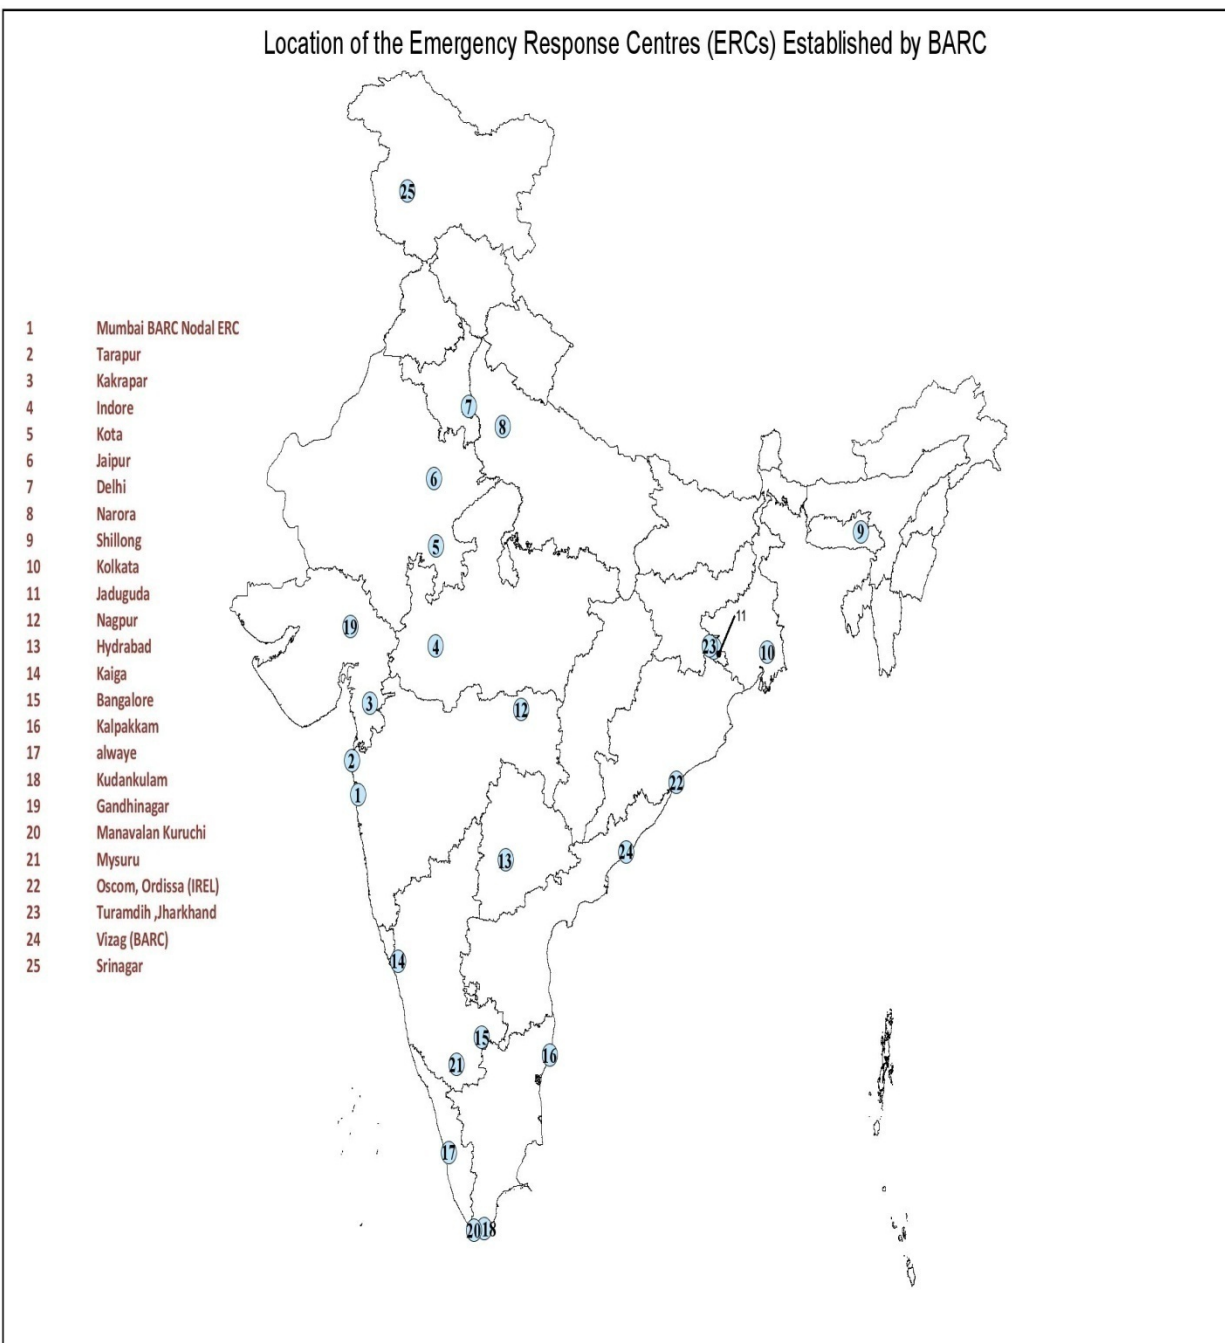 Location of the Emergency Response Centres (ERCs) Established by BARC
1 Mumbai BARC Nodal ERC
2 Tarapur
3 Kakrapar
4 Indore
5 Kota
6 Jaipur
7 Delhi
8 Narora
9 Shillong
10 Kolkata
11 Jaduguda
12 Nagpur
13 Hydrabad
14 Kaiga
15 Bangalore
16 Kalpakkam
17 alwaye
18 Kudankulam
19 Gandhinagar
20 Manavalan Kuruchi
21 Mysuru
22 Oscom, Ordissa (IREL)
23 Turamdih ,Jharkhand
24 Vizag (BARC)
25 Srinagar
25
7
8
6
5
9
19
11
4
23
10
3
12
2
22
1
24
13
14
15
16
21
17
20
18